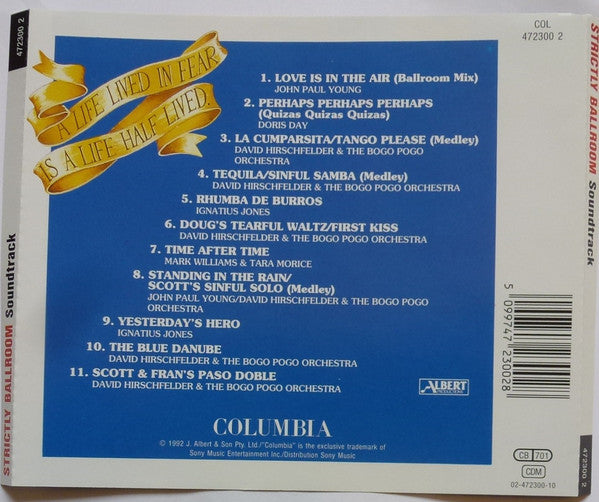 472300 2
STRICTLY BALLROOM Soundtrack
A LIFE LIVED IN FEAR
IS A LIFE HALF LIVED.
COL
472300 2
1. LOVE IS IN THE AIR (Ballroom Mix)
JOHN PAUL YOUNG
2. PERHAPS PERHAPS PERHAPS
(Quizas Quizas Quizas)
DORIS DAY
3. LA CUMPARSITA/TANGO PLEASE (Medley)
DAVID HIRSCHFELDER & THE BOGO POGO
ORCHESTRA
4. TEQUILA/SINFUL SAMBA (Medley)
DAVID HIRSCHFELDER & THE BOGO POGO ORCHESTRA
5. RHUMBA DE BURROS
IGNATIUS JONES
6. DOUG'S TEARFUL WALTZ/FIRST KISS
DAVID HIRSCHFELDER & THE BOGO POGO ORCHESTRA
7. TIME AFTER TIME
MARK WILLIAMS & TARA MORICE
8. STANDING IN THE RAIN/
SCOTT'S SINFUL SOLO (Medley)
JOHN PAUL YOUNG/DAVID HIRSCHFELDER & THE BOGO POGO
ORCHESTRA
9. YESTERDAY'S HERO
IGNATIUS JONES
10. THE BLUE DANUBE
DAVID HIRSCHFELDER & THE BOGO POGO ORCHESTRA
11. SCOTT & FRAN'S PASO DOBLE
DAVID HIRSCHFELDER & THE BOGO POGO ORCHESTRA
ALBERT
PRODUCTIONS
COLUMBIA
© 1992 J. Albert & Son Pty. Ltd./"Columbia" is the exclusive trademark of
Sony Music Entertainment Inc./Distribution Sony Music
5 099747 230028
CB 701
CDM
02-472300-10
STRICTLY BALLROOM Soundtrack
472300 2